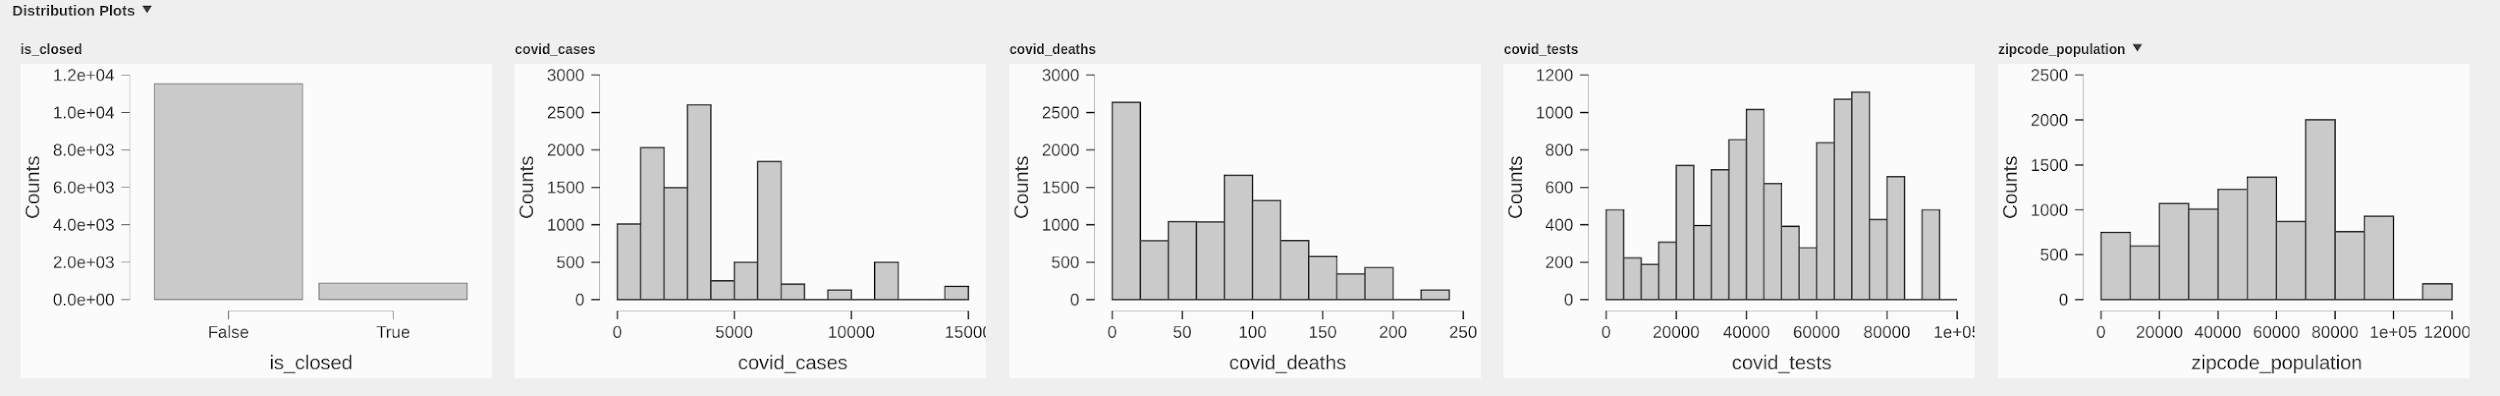 Distribution Plots ▼
is_closed
1.2e+04
1.0e+04
8.0e+03
6.0e+03
4.0e+03
2.0e+03
0.0e+00
Counts
False True
is_closed
covid_cases
3000
2500
2000
1500
1000
500
0
Counts
0 5000 10000 15000
covid_cases
covid_deaths
3000
2500
2000
1500
1000
500
0
Counts
0 50 100 150 200 250
covid_deaths
covid_tests
1200
1000
800
600
400
200
0
Counts
0 20000 40000 60000 80000 1e+05
covid_tests
zipcode_population ▼
2500
2000
1500
1000
500
0
Counts
0 20000 40000 60000 80000 1e+05 12000
zipcode_population